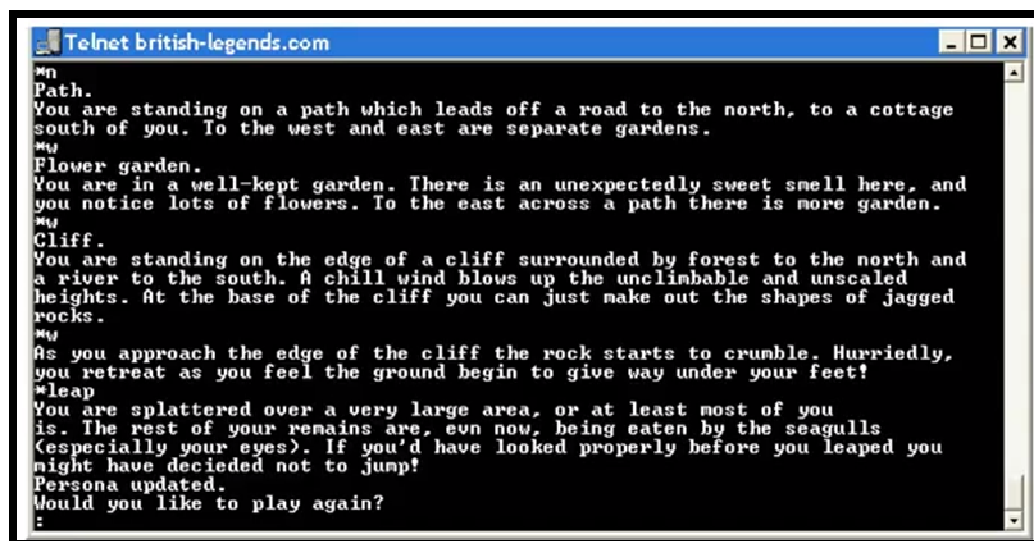 Telnet british-legends.com
*n
Path.
You are standing on a path which leads off a road to the north, to a cottage
south of you. To the west and east are separate gardens.
*w
Flower garden.
You are in a well-kept garden. There is an unexpectedly sweet smell here, and
you notice lots of flowers. To the east across a path there is more garden.
*w
Cliff.
You are standing on the edge of a cliff surrounded by forest to the north and
a river to the south. A chill wind blows up the unclimbable and unscaled
heights. At the base of the cliff you can just make out the shapes of jagged
rocks.
*w
As you approach the edge of the cliff the rock starts to crumble. Hurriedly,
you retreat as you feel the ground begin to give way under your feet!
*leap
You are splattered over a very large area, or at least most of you
is. The rest of your remains are, evn now, being eaten by the seagulls
(especially your eyes). If you'd have looked properly before you leaped you
might have decieded not to jump!
Persona updated.
Would you like to play again?
: